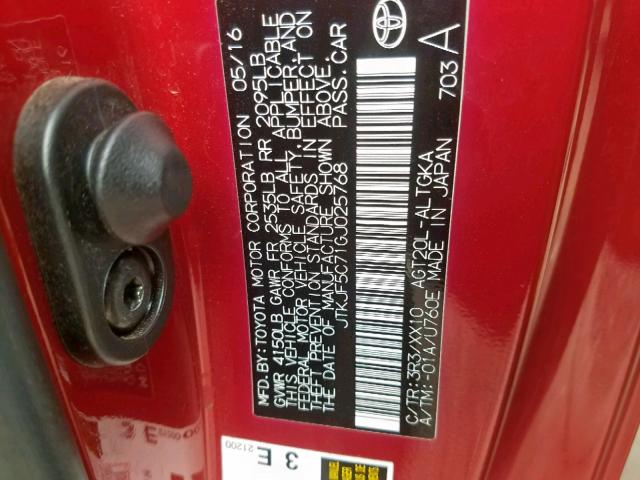 MFD.BY:TOYOTA MOTOR CORPORATION 05/16
GVWR 4150LB GAWR FR 2535LB RR 2095LB
THIS VEHICLE CONFORMS TO ALL APPLICABLE
FEDERAL MOTOR VEHICLE SAFETY, BUMPER, AND
THEFT PREVENTION STANDARDS IN EFFECT ON
THE DATE OF MANUFACTURE SHOWN ABOVE.
JTKJF5C71GJ025768 PASS.CAR
C/TR:3R3/XX10 AGT20L-ALTGKA
A/TM:-01A/U760E MADE IN JAPAN
703 A
3 E
21200